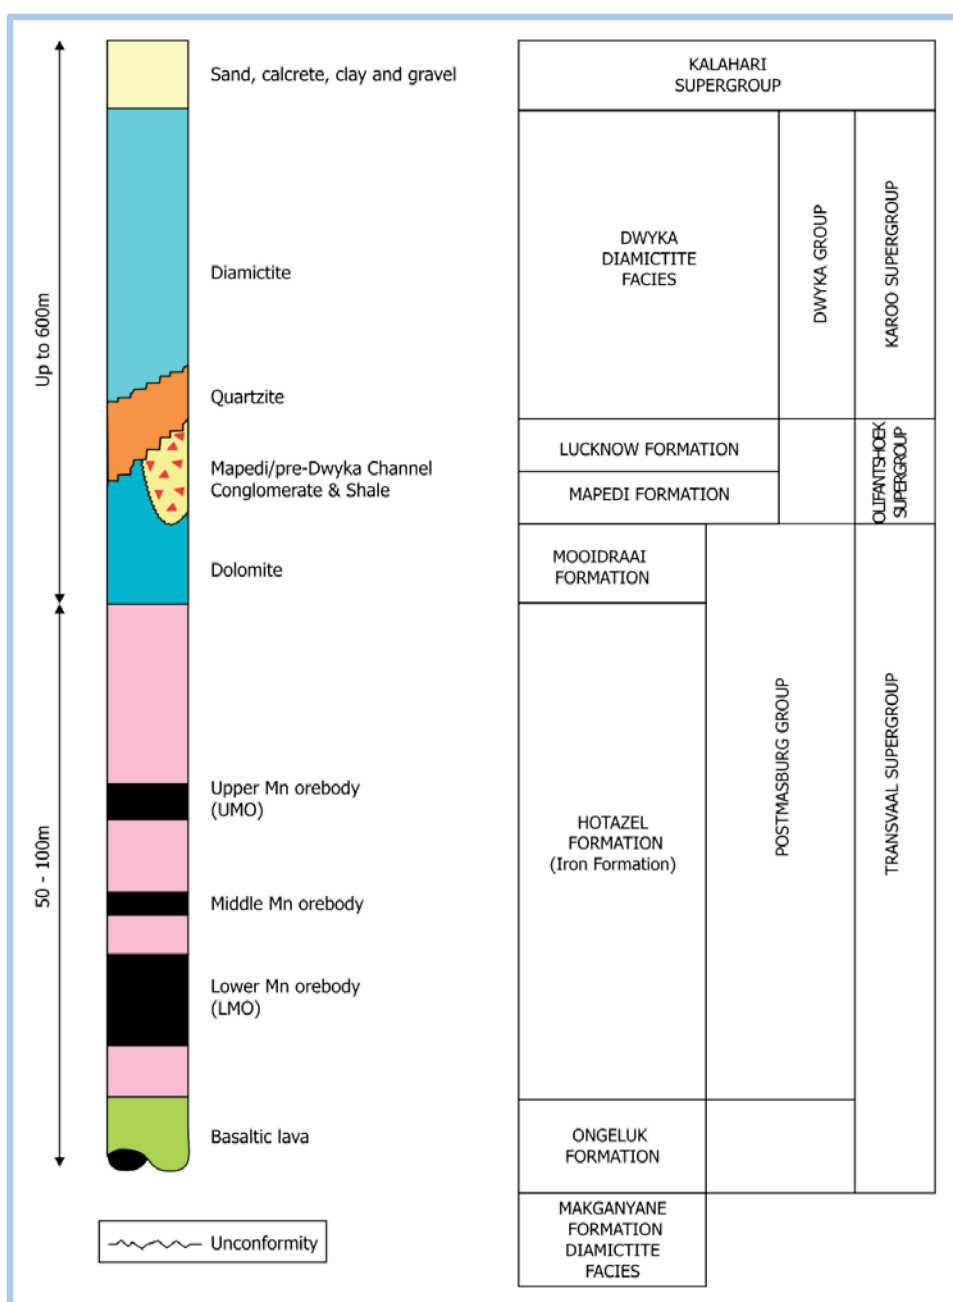 Up to 600m
50 - 100m
Sand, calcrete, clay and gravel
Diamictite
Quartzite
Mapedi/pre-Dwyka Channel
Conglomerate & Shale
Dolomite
Upper Mn orebody
(UMO)
Middle Mn orebody
Lower Mn orebody
(LMO)
Basaltic lava
Unconformity
KALAHARI
SUPERGROUP
DWYKA
DIAMICTITE
FACIES
DWYKA GROUP
KAROO SUPERGROUP
LUCKNOW FORMATION
MAPEDI FORMATION
OLIFANTSHOEK
SUPERGROUP
MOOIDRAAI
FORMATION
HOTAZEL
FORMATION
(Iron Formation)
POSTMASBURG GROUP
TRANSVAAL SUPERGROUP
ONGELUK
FORMATION
MAKGANYANE
FORMATION
DIAMICTITE
FACIES